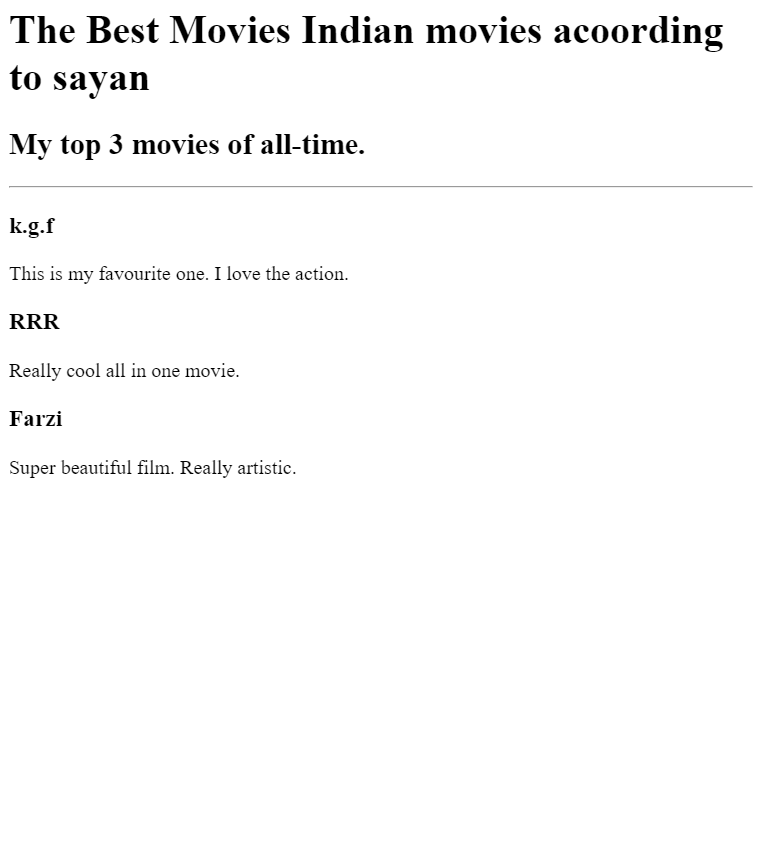 The Best Movies Indian movies acoording
to sayan
My top 3 movies of all-time.
k.g.f
This is my favourite one. I love the action.
RRR
Really cool all in one movie.
Farzi
Super beautiful film. Really artistic.